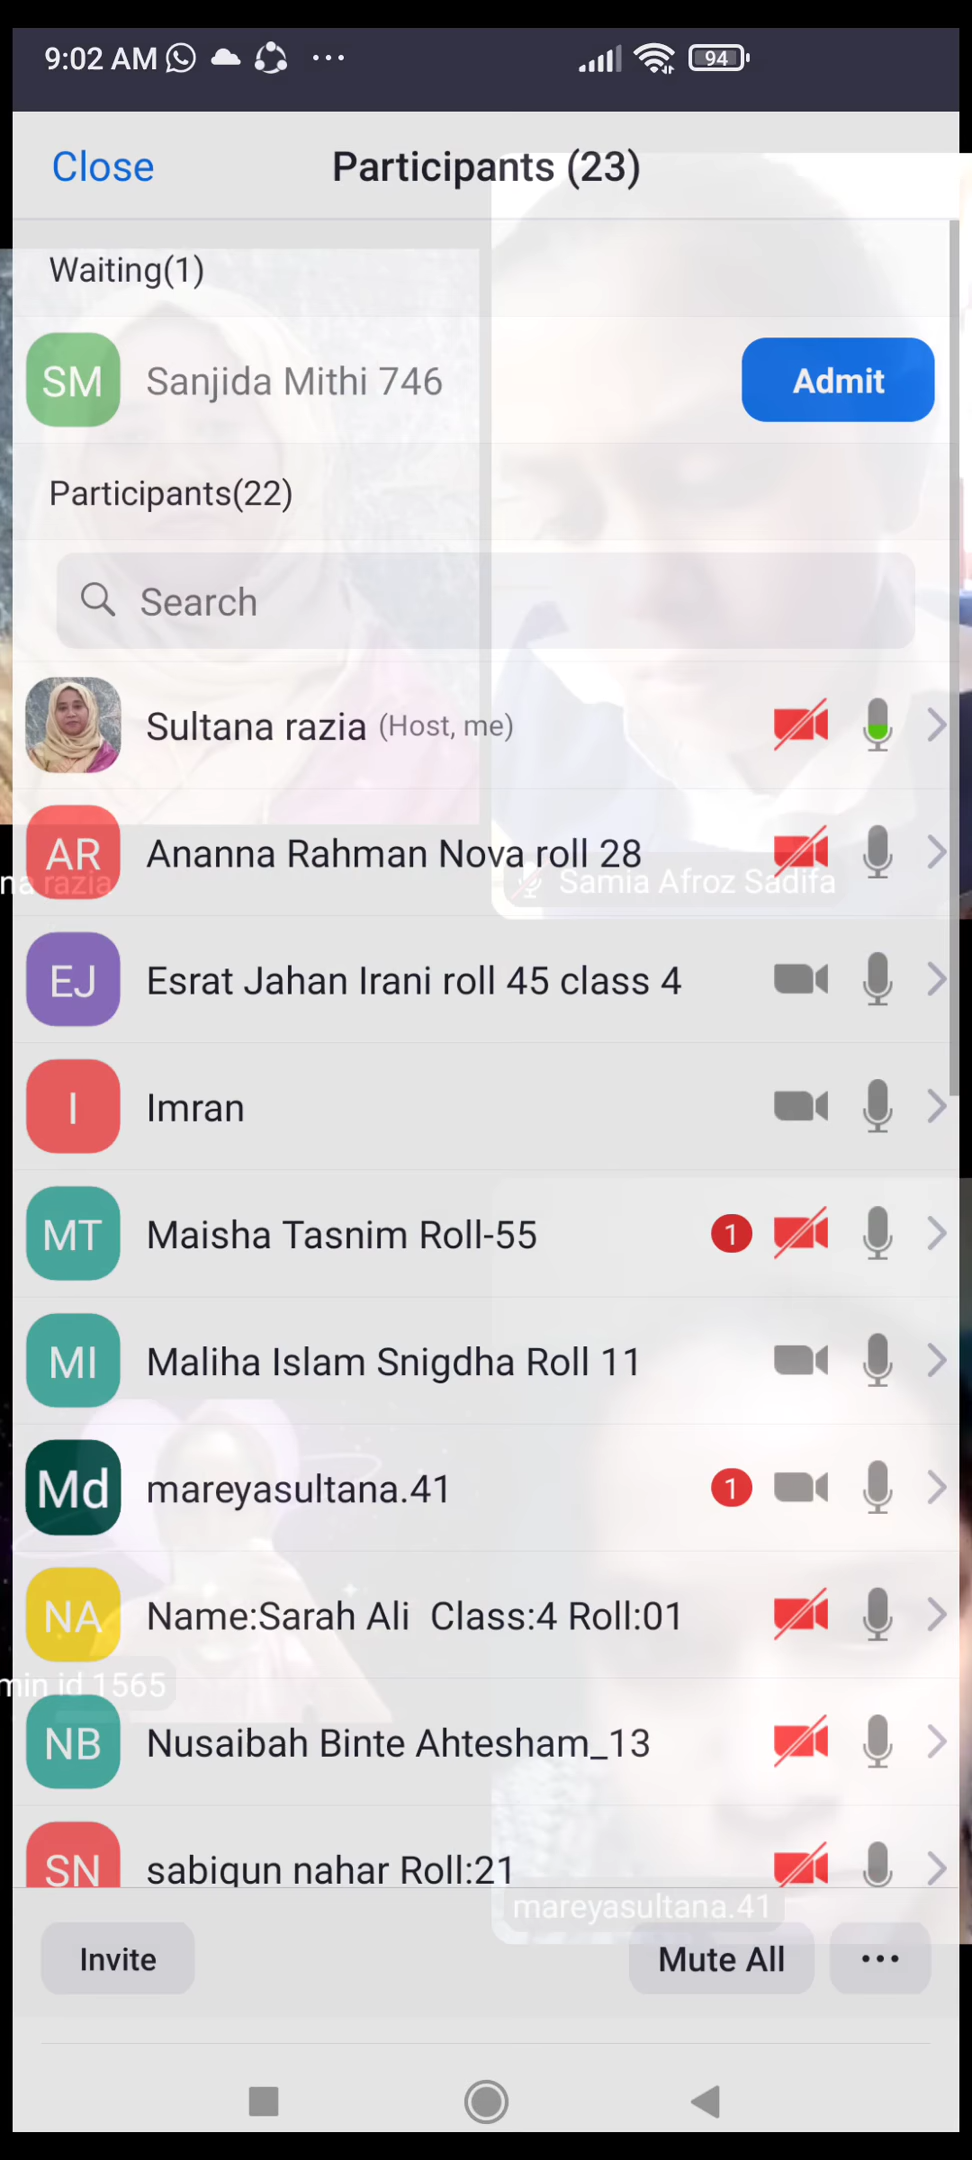 9:02 AM
94
Close
Participants (23)
Waiting(1)
SM
Sanjida Mithi 746
Admit
Participants(22)
Search
Sultana razia (Host, me)
AR
Ananna Rahman Nova roll 28
na razia
Samia Afroz Sadifa
EJ
Esrat Jahan Irani roll 45 class 4
I
Imran
MT
Maisha Tasnim Roll-55
1
MI
Maliha Islam Snigdha Roll 11
Md
mareyasultana.41
1
NA
Name:Sarah Ali  Class:4 Roll:01
min id 1565
NB
Nusaibah Binte Ahtesham_13
SN
sabiqun nahar Roll:21
mareyasultana.41
Invite
Mute All